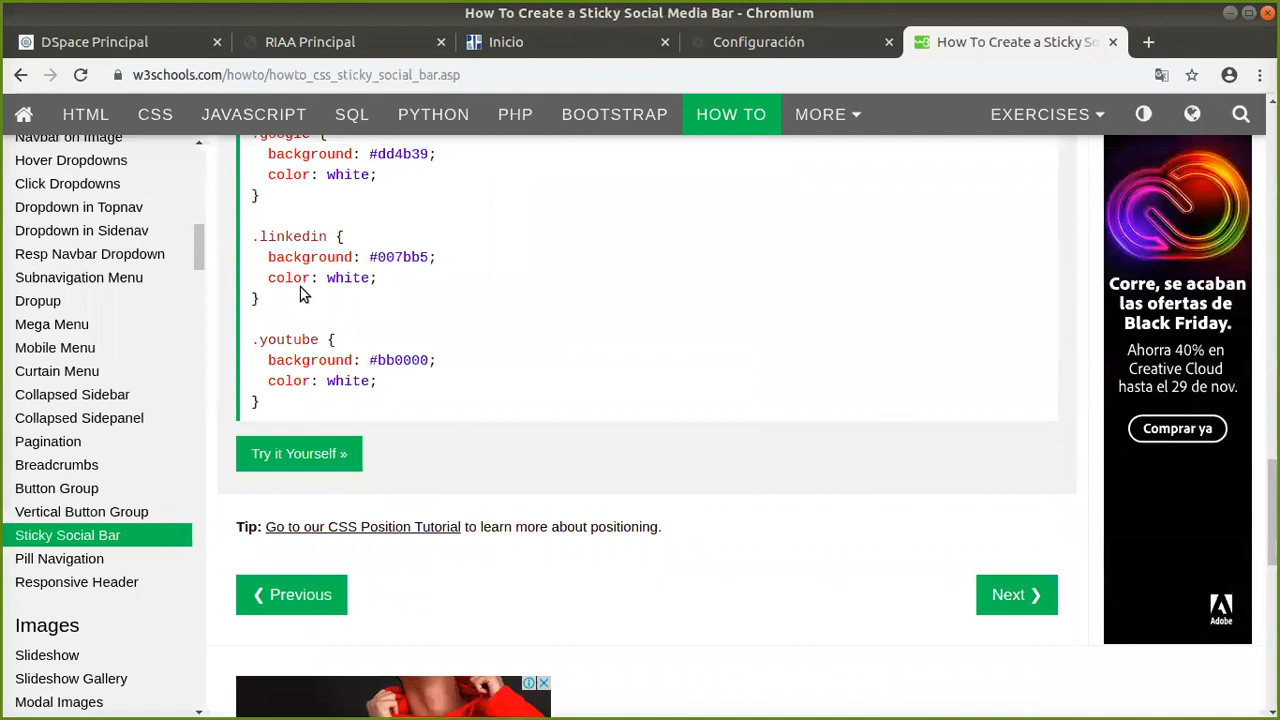 How To Create a Sticky Social Media Bar - Chromium
DSpace Principal
RIAA Principal
Inicio
Configuración
How To Create a Sticky So
w3schools.com/howto/howto_css_sticky_social_bar.asp
HTML CSS JAVASCRIPT SQL PYTHON PHP BOOTSTRAP HOW TO MORE EXERCISES
Navbar on Image
Hover Dropdowns
Click Dropdowns
Dropdown in Topnav
Dropdown in Sidenav
Resp Navbar Dropdown
Subnavigation Menu
Dropup
Mega Menu
Mobile Menu
Curtain Menu
Collapsed Sidebar
Collapsed Sidepanel
Pagination
Breadcrumbs
Button Group
Vertical Button Group
Sticky Social Bar
Pill Navigation
Responsive Header
Images
Slideshow
Slideshow Gallery
Modal Images
.google {
background: #dd4b39;
color: white;
}
.linkedin {
background: #007bb5;
color: white;
}
.youtube {
background: #bb0000;
color: white;
}
Try it Yourself »
Tip: Go to our CSS Position Tutorial to learn more about positioning.
❮ Previous
Next ❯
Corre, se acaban
las ofertas de
Black Friday.
Ahorra 40% en
Creative Cloud
hasta el 29 de nov.
Comprar ya
Adobe